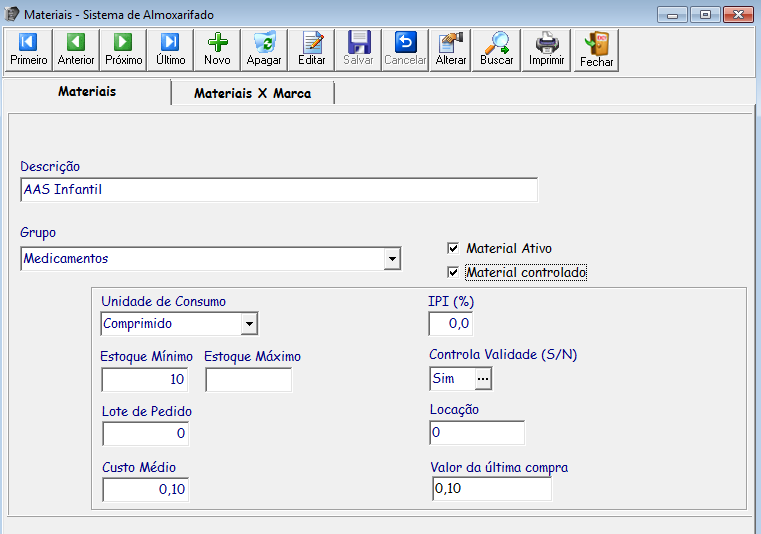 Materiais - Sistema de Almoxarifado
Primeiro Anterior Próximo Último Novo Apagar Editar Salvar Cancelar Alterar Buscar Imprimir Fechar
Materiais Materiais X Marca
Descrição
AAS Infantil
Grupo
Medicamentos
Material Ativo
Material controlado
Unidade de Consumo IPI (%)
Comprimido 0,0
Estoque Mínimo Estoque Máximo Controla Validade (S/N)
10 Sim ...
Lote de Pedido Locação
0 0
Custo Médio Valor da última compra
0,10 0,10